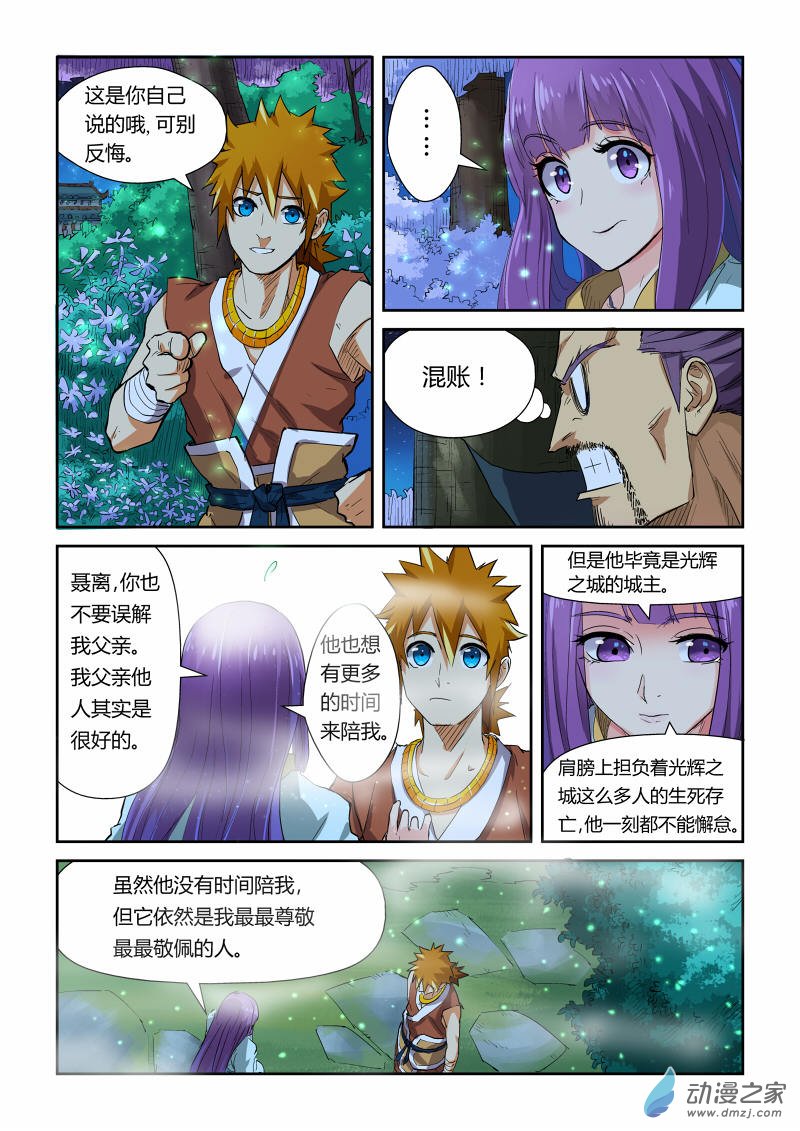 这是你自己
说的哦,可别
反悔。
……
混账！
聂离,你也
不要误解
我父亲。
我父亲他
人其实是
很好的。
他也想
有更多
的时间
来陪我。
但是他毕竟是光辉
之城的城主。
肩膀上担负着光辉之
城这么多人的生死存
亡,他一刻都不能懈怠。
虽然他没有时间陪我，
但它依然是我最最尊敬
最最敬佩的人。
动漫之家
www.dmzj.com